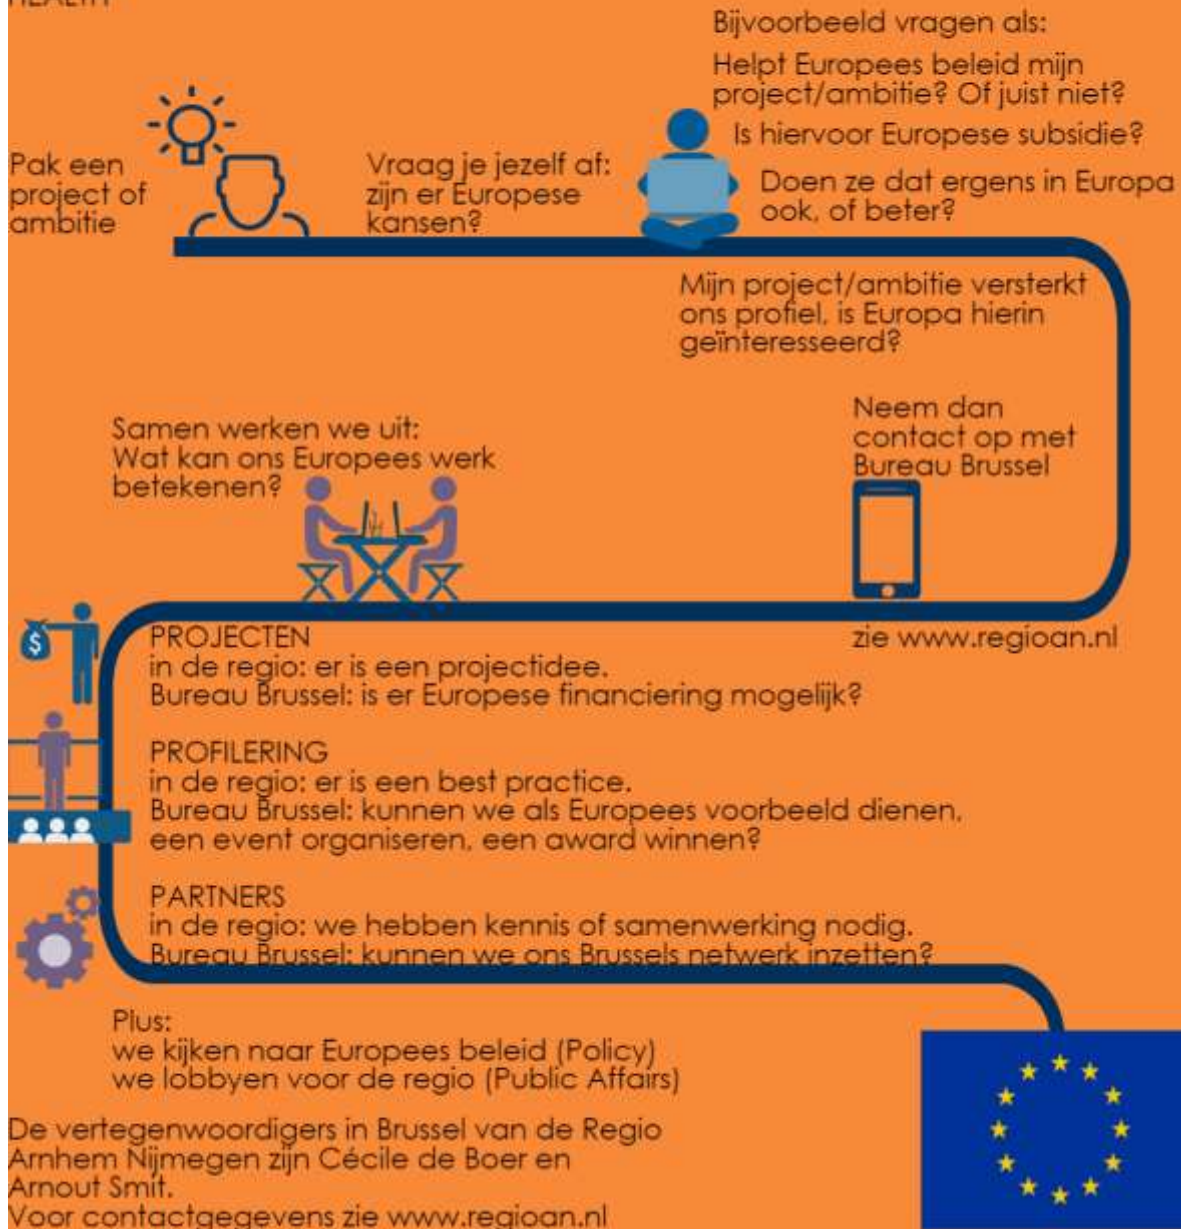 HEALTH
Bijvoorbeeld vragen als:
Helpt Europees beleid mijn
project/ambitie? Of juist niet?
Is hiervoor Europese subsidie?
Doen ze dat ergens in Europa
ook, of beter?
Pak een
project of
ambitie
Vraag je jezelf af:
zijn er Europese
kansen?
Mijn project/ambitie versterkt
ons profiel, is Europa hierin
geïnteresseerd?
Neem dan
contact op met
Bureau Brussel
zie www.regioan.nl
Samen werken we uit:
Wat kan ons Europees werk
betekenen?
$
PROJECTEN
in de regio: er is een projectidee.
Bureau Brussel: is er Europese financiering mogelijk?
PROFILERING
in de regio: er is een best practice.
Bureau Brussel: kunnen we als Europees voorbeeld dienen,
een event organiseren, een award winnen?
PARTNERS
in de regio: we hebben kennis of samenwerking nodig.
Bureau Brussel: kunnen we ons Brussels netwerk inzetten?
Plus:
we kijken naar Europees beleid (Policy)
we lobbyen voor de regio (Public Affairs)
De vertegenwoordigers in Brussel van de Regio
Arnhem Nijmegen zijn Cécile de Boer en
Arnout Smit.
Voor contactgegevens zie www.regioan.nl